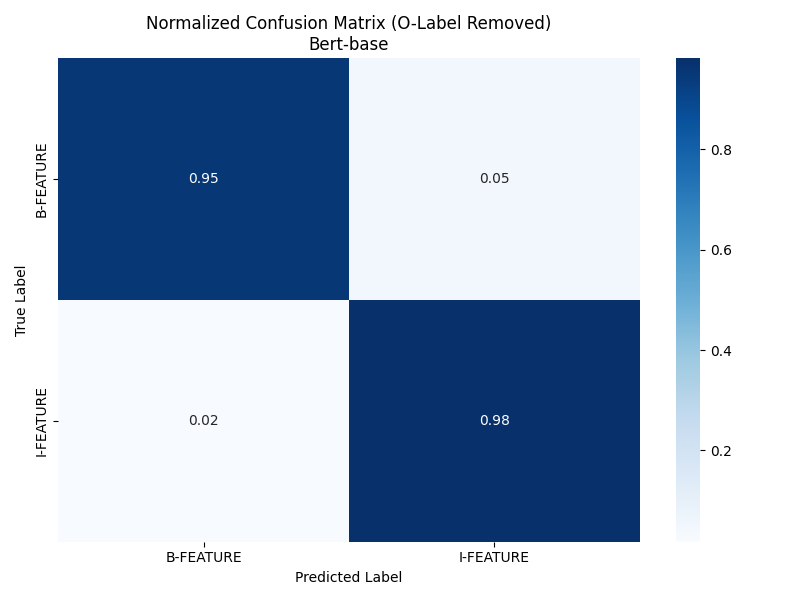 Normalized Confusion Matrix (O-Label Removed)
Bert-base
True Label
B-FEATURE
I-FEATURE
0.95
0.05
0.02
0.98
B-FEATURE
I-FEATURE
Predicted Label
0.8
0.6
0.4
0.2